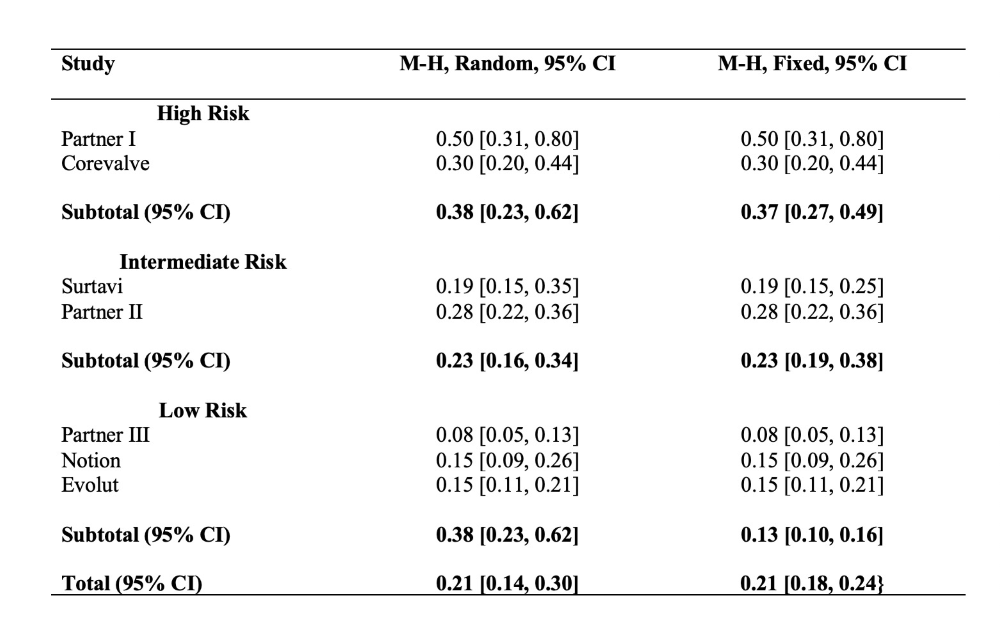 Study M-H, Random, 95% CI M-H, Fixed, 95% CI
High Risk
Partner I 0.50 [0.31, 0.80] 0.50 [0.31, 0.80]
Corevalve 0.30 [0.20, 0.44] 0.30 [0.20, 0.44]
Subtotal (95% CI) 0.38 [0.23, 0.62] 0.37 [0.27, 0.49]
Intermediate Risk
Surtavi 0.19 [0.15, 0.35] 0.19 [0.15, 0.25]
Partner II 0.28 [0.22, 0.36] 0.28 [0.22, 0.36]
Subtotal (95% CI) 0.23 [0.16, 0.34] 0.23 [0.19, 0.38]
Low Risk
Partner III 0.08 [0.05, 0.13] 0.08 [0.05, 0.13]
Notion 0.15 [0.09, 0.26] 0.15 [0.09, 0.26]
Evolut 0.15 [0.11, 0.21] 0.15 [0.11, 0.21]
Subtotal (95% CI) 0.38 [0.23, 0.62] 0.13 [0.10, 0.16]
Total (95% CI) 0.21 [0.14, 0.30] 0.21 [0.18, 0.24}